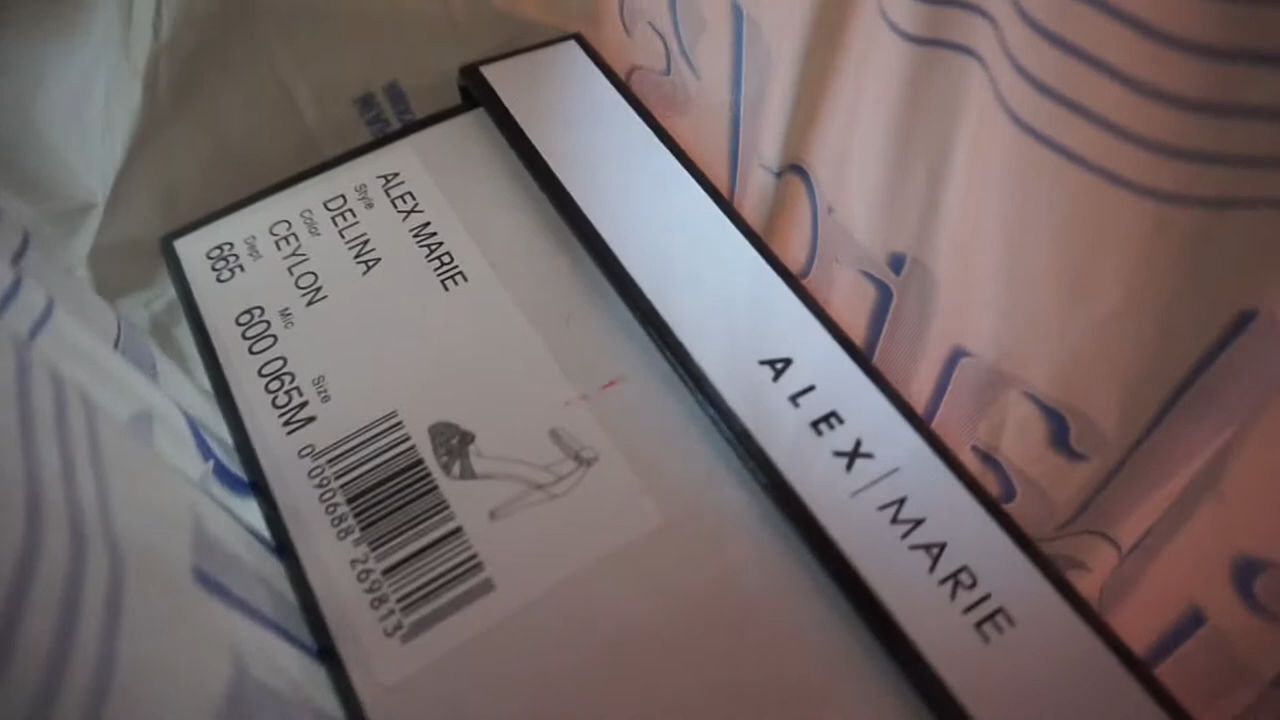 ALEX MARIE
Style
DELINA
Color
CEYLON
Dept Mic Size
665 600 065M
0 090688 269813
ALEX|MARIE